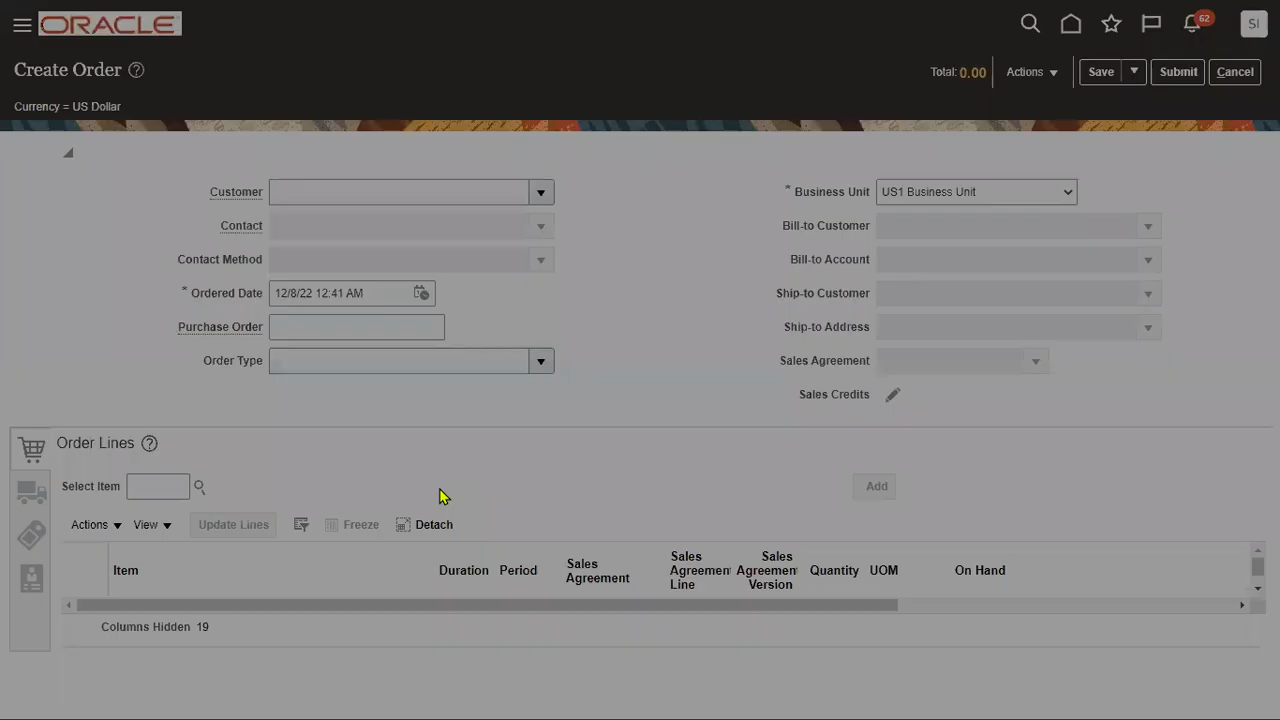 ORACLE
62
SI
Create Order
Total: 0.00
Actions
Save
Submit
Cancel
Currency = US Dollar
Customer
* Business Unit US1 Business Unit
Contact
Bill-to Customer
Contact Method
Bill-to Account
* Ordered Date 12/8/22 12:41 AM
Ship-to Customer
Purchase Order
Ship-to Address
Order Type
Sales Agreement
Sales Credits
Order Lines
Select Item
Add
Actions View Update Lines Freeze Detach
Item
Duration
Period
Sales
Agreement
Sales
Agreement
Line
Sales
Agreement
Version
Quantity
UOM
On Hand
Columns Hidden 19